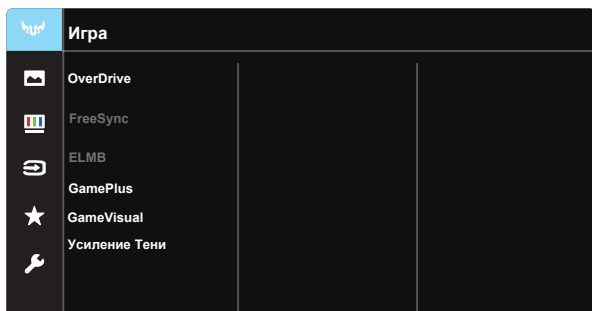 Игра
OverDrive
FreeSync
ELMB
GamePlus
GameVisual
Усиление Тени